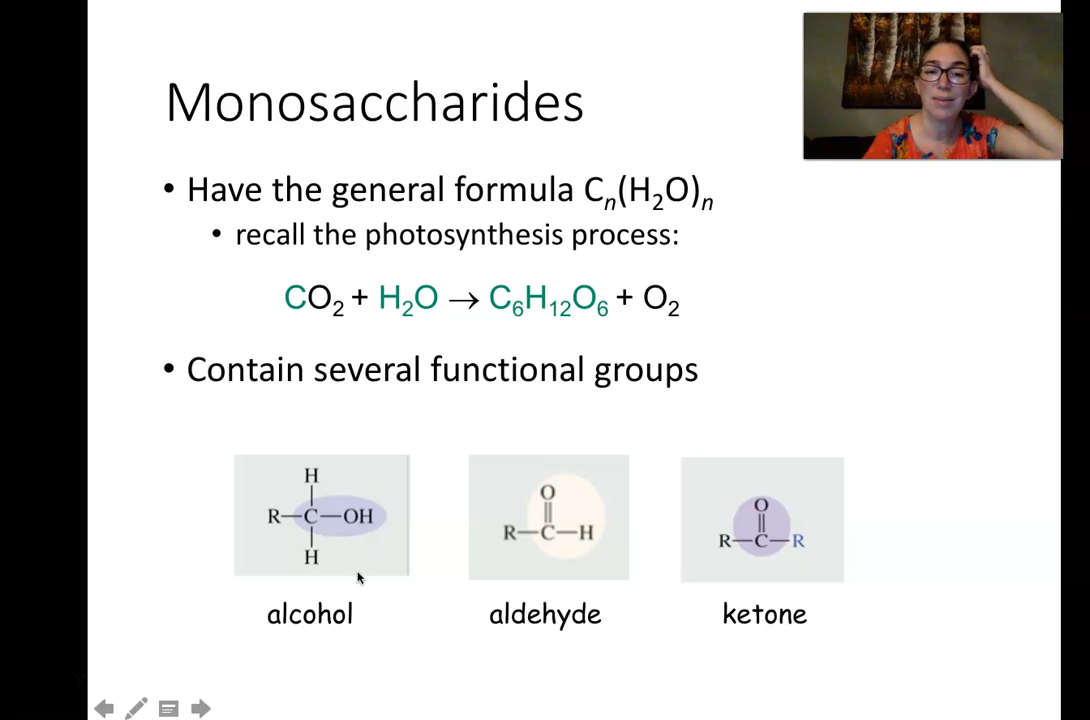 Monosaccharides
• Have the general formula Cₙ(H₂O)ₙ
• recall the photosynthesis process:
CO₂ + H₂O → C₆H₁₂O₆ + O₂
• Contain several functional groups
H
R—C—OH
H
O
R—C—H
O
R—C—R
alcohol
aldehyde
ketone